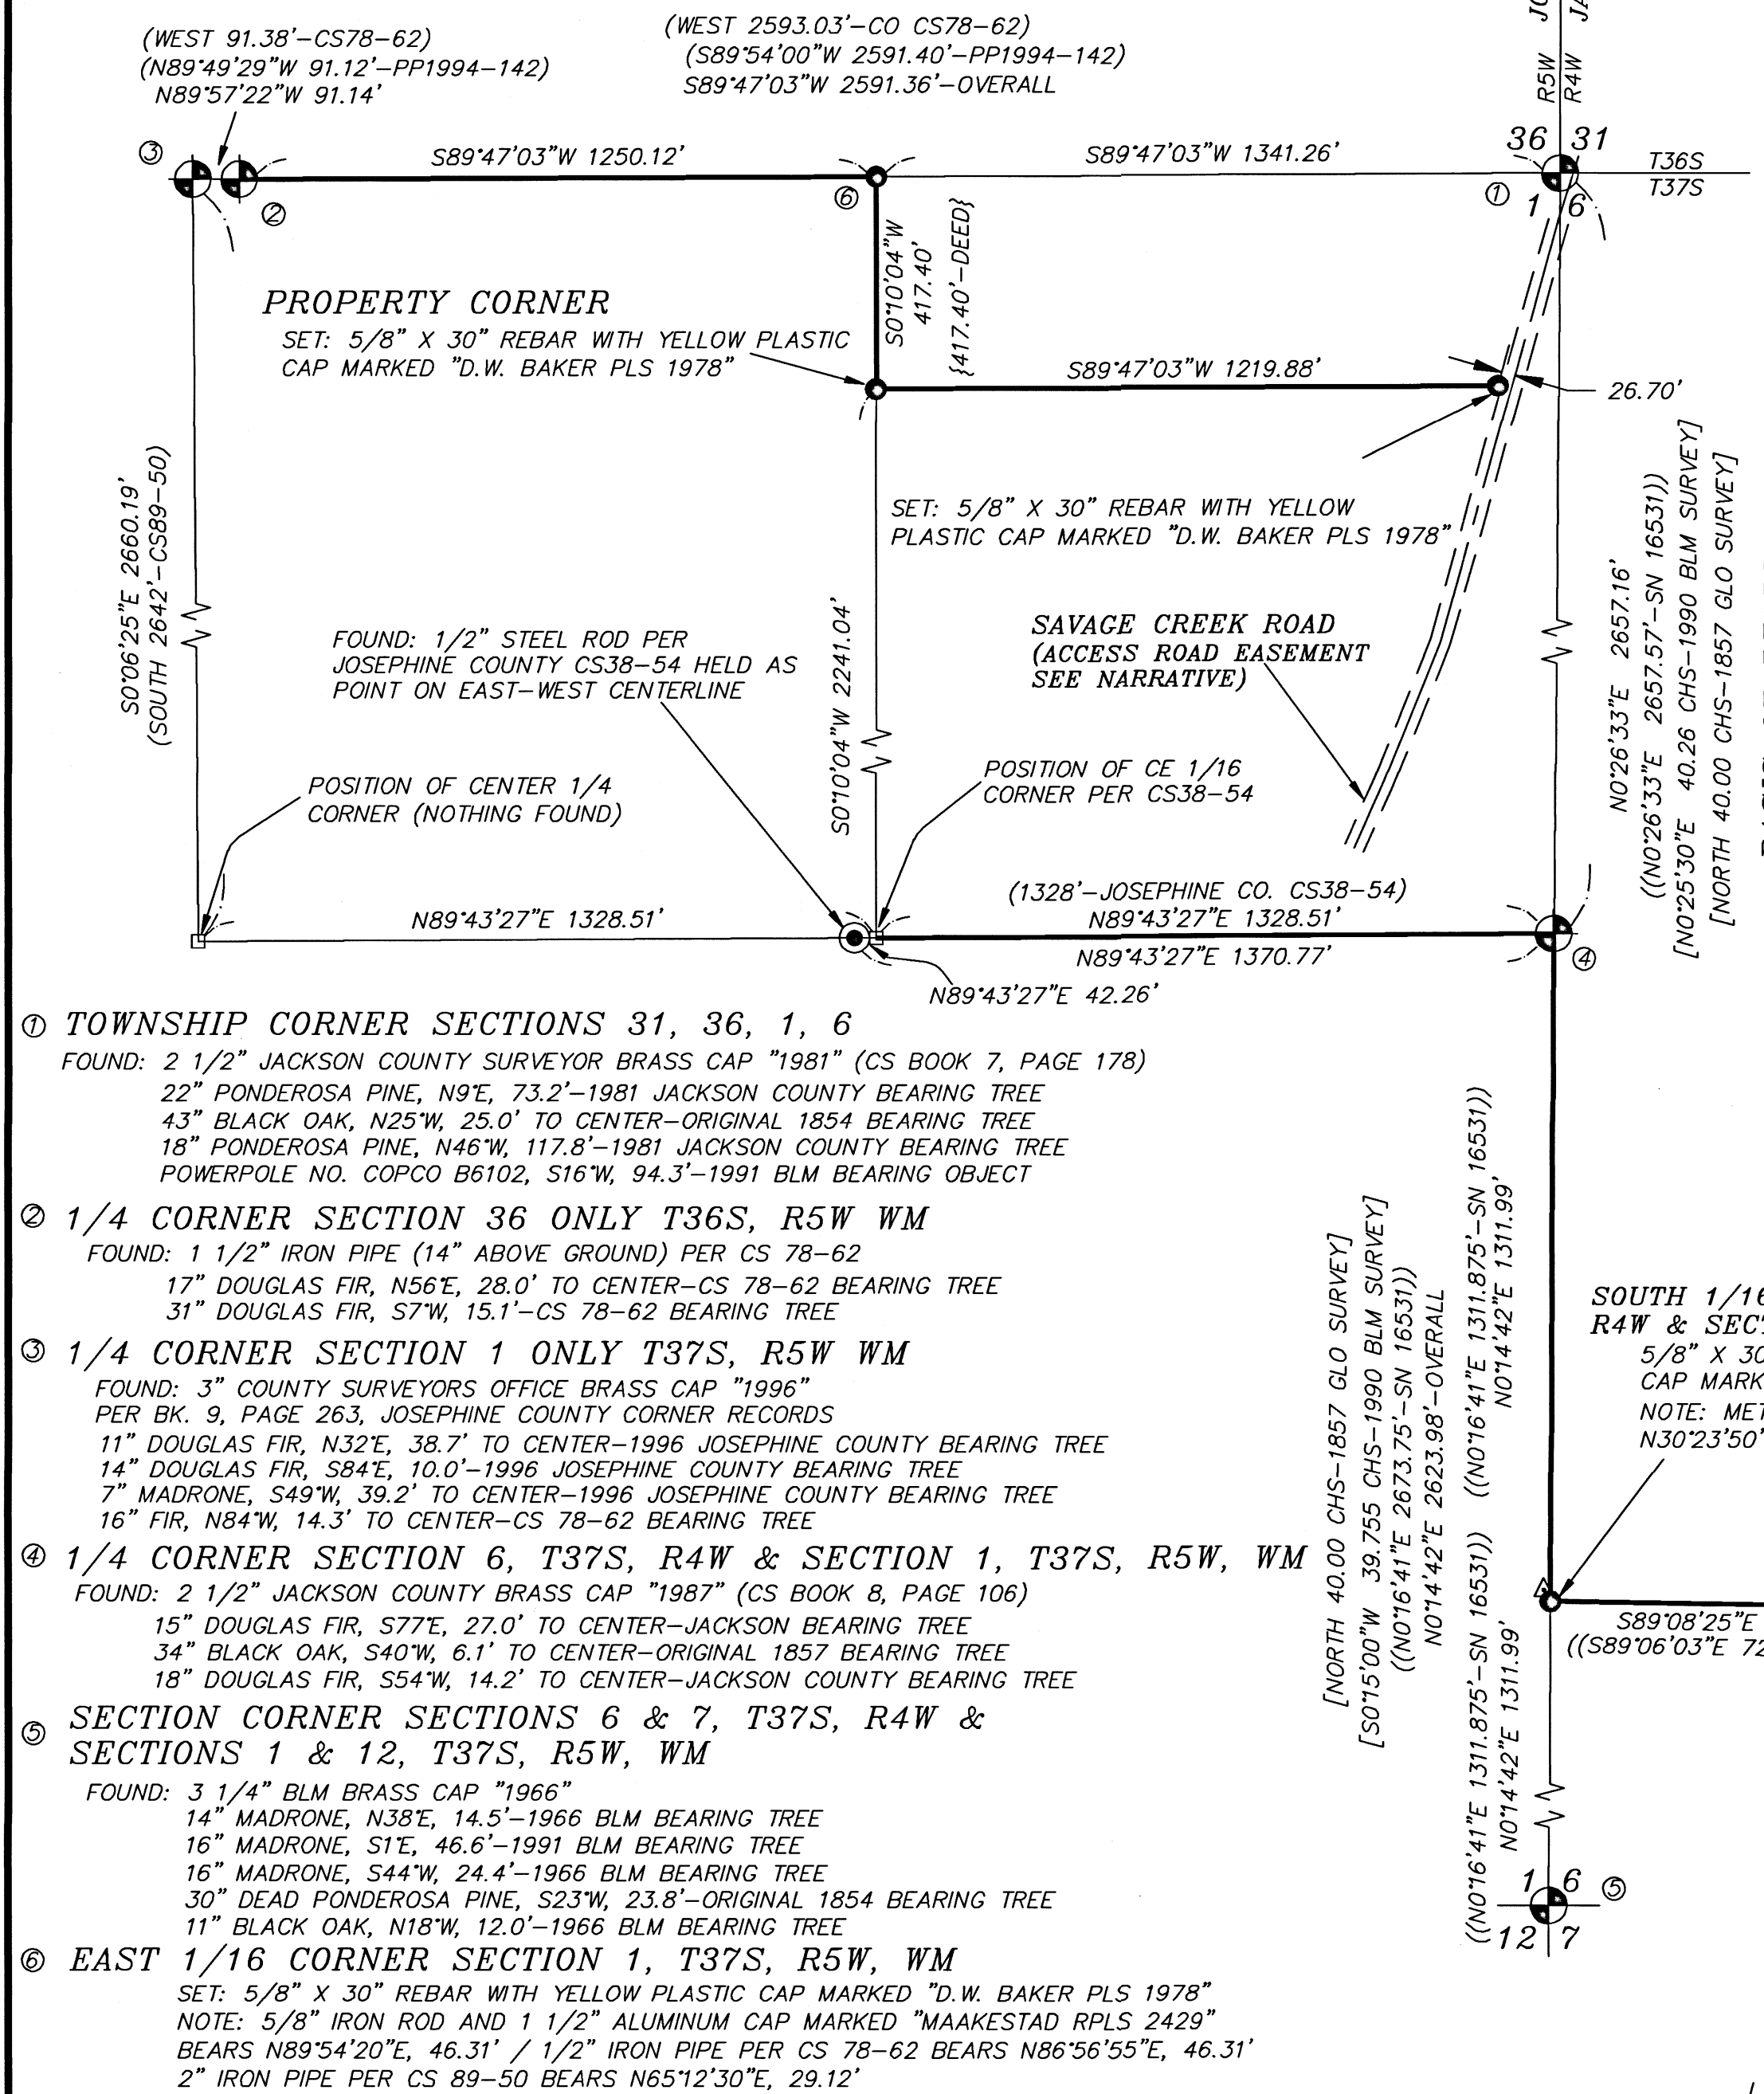 (WEST 91.38'-CS78-62)
(N89°49'29"W 91.12'-PP1994-142)
N89°57'22"W 91.14'
(WEST 2593.03'-CO CS78-62)
(S89°54'00"W 2591.40'-PP1994-142)
S89°47'03"W 2591.36'-OVERALL
R5W
R4W
36 31
T36S
T37S
③
②
S89°47'03"W 1250.12'
⑥
S89°47'03"W 1341.26'
①
1 6
S0°10'04"W
417.40'
{417.40'-DEED}
PROPERTY CORNER
SET: 5/8" X 30" REBAR WITH YELLOW PLASTIC
CAP MARKED "D.W. BAKER PLS 1978"
S89°47'03"W 1219.88'
26.70'
SET: 5/8" X 30" REBAR WITH YELLOW
PLASTIC CAP MARKED "D.W. BAKER PLS 1978"
S0°06'25"E 2660.19'
(SOUTH 2642'-CS89-50)
FOUND: 1/2" STEEL ROD PER
JOSEPHINE COUNTY CS38-54 HELD AS
POINT ON EAST-WEST CENTERLINE
S0°10'04"W 2241.04'
SAVAGE CREEK ROAD
(ACCESS ROAD EASEMENT
SEE NARRATIVE)
N0°26'33"E 2657.16'
((N0°26'33"E 2657.57'-SN 16531))
[N0°25'30"E 40.26 CHS-1990 BLM SURVEY]
[NORTH 40.00 CHS-1857 GLO SURVEY]
POSITION OF CENTER 1/4
CORNER (NOTHING FOUND)
POSITION OF CE 1/16
CORNER PER CS38-54
N89°43'27"E 1328.51'
(1328'-JOSEPHINE CO. CS38-54)
N89°43'27"E 1328.51'
N89°43'27"E 1370.77'
④
N89°43'27"E 42.26'
① TOWNSHIP CORNER SECTIONS 31, 36, 1, 6
FOUND: 2 1/2" JACKSON COUNTY SURVEYOR BRASS CAP "1981" (CS BOOK 7, PAGE 178)
22" PONDEROSA PINE, N9°E, 73.2'-1981 JACKSON COUNTY BEARING TREE
43" BLACK OAK, N25°W, 25.0' TO CENTER-ORIGINAL 1854 BEARING TREE
18" PONDEROSA PINE, N46°W, 117.8'-1981 JACKSON COUNTY BEARING TREE
POWERPOLE NO. COPCO B6102, S16°W, 94.3'-1991 BLM BEARING OBJECT
② 1/4 CORNER SECTION 36 ONLY T36S, R5W WM
FOUND: 1 1/2" IRON PIPE (14" ABOVE GROUND) PER CS 78-62
17" DOUGLAS FIR, N56°E, 28.0' TO CENTER-CS 78-62 BEARING TREE
31" DOUGLAS FIR, S7°W, 15.1'-CS 78-62 BEARING TREE
③ 1/4 CORNER SECTION 1 ONLY T37S, R5W WM
FOUND: 3" COUNTY SURVEYORS OFFICE BRASS CAP "1996"
PER BK. 9, PAGE 263, JOSEPHINE COUNTY CORNER RECORDS
11" DOUGLAS FIR, N32°E, 38.7' TO CENTER-1996 JOSEPHINE COUNTY BEARING TREE
14" DOUGLAS FIR, S84°E, 10.0'-1996 JOSEPHINE COUNTY BEARING TREE
7" MADRONE, S49°W, 39.2' TO CENTER-1996 JOSEPHINE COUNTY BEARING TREE
16" FIR, N84°W, 14.3' TO CENTER-CS 78-62 BEARING TREE
④ 1/4 CORNER SECTION 6, T37S, R4W & SECTION 1, T37S, R5W, WM
FOUND: 2 1/2" JACKSON COUNTY BRASS CAP "1987" (CS BOOK 8, PAGE 106)
15" DOUGLAS FIR, S77°E, 27.0' TO CENTER-JACKSON BEARING TREE
34" BLACK OAK, S40°W, 6.1' TO CENTER-ORIGINAL 1857 BEARING TREE
18" DOUGLAS FIR, S54°W, 14.2' TO CENTER-JACKSON COUNTY BEARING TREE
⑤ SECTION CORNER SECTIONS 6 & 7, T37S, R4W &
SECTIONS 1 & 12, T37S, R5W, WM
FOUND: 3 1/4" BLM BRASS CAP "1966"
14" MADRONE, N38°E, 14.5'-1966 BLM BEARING TREE
16" MADRONE, S1°E, 46.6'-1991 BLM BEARING TREE
16" MADRONE, S44°W, 24.4'-1966 BLM BEARING TREE
30" DEAD PONDEROSA PINE, S23°W, 23.8'-ORIGINAL 1854 BEARING TREE
11" BLACK OAK, N18°W, 12.0'-1966 BLM BEARING TREE
⑥ EAST 1/16 CORNER SECTION 1, T37S, R5W, WM
SET: 5/8" X 30" REBAR WITH YELLOW PLASTIC CAP MARKED "D.W. BAKER PLS 1978"
NOTE: 5/8" IRON ROD AND 1 1/2" ALUMINUM CAP MARKED "MAAKESTAD RPLS 2429"
BEARS N89°54'20"E, 46.31' / 1/2" IRON PIPE PER CS 78-62 BEARS N86°56'55"E, 46.31'
2" IRON PIPE PER CS 89-50 BEARS N65°12'30"E, 29.12'
[NORTH 40.00 CHS-1857 GLO SURVEY]
[S0°15'00"W 39.755 CHS-1990 BLM SURVEY]
((N0°16'41"E 2673.75'-SN 16531))
N0°14'42"E 2623.98'-OVERALL
((N0°16'41"E 1311.875'-SN 16531))
N0°14'42"E 1311.99'
((N0°16'41"E 1311.875'-SN 16531))
N0°14'42"E 1311.99'
SOUTH 1/16
R4W & SECT
5/8" X 30
CAP MARK
NOTE: MET
N30°23'50"
S89°08'25"E
((S89°06'03"E 72
1 6
⑤
12 7